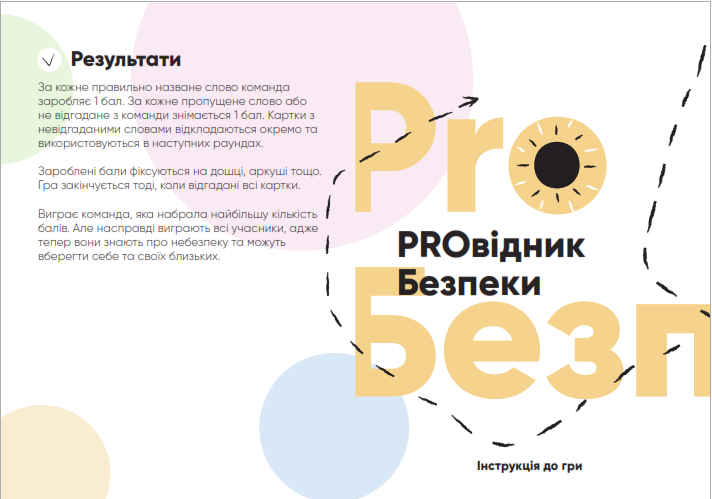 Результати
За кожне правильно назване слово команда
заробляє 1 бал. За кожне пропущене слово або
не відгадане з команди знімається 1 бал. Картки з
невідгаданими словами відкладаються окремо та
використовуються в наступних раундах.
Зароблені бали фіксуються на дошці, аркуші тощо.
Гра закінчується тоді, коли відгадані всі картки.
Виграє команда, яка набрала найбільшу кількість
балів. Але насправді виграють всі учасники, адже
тепер вони знають про небезпеку та можуть
вберегти себе та своїх близьких.
Pro
PROвідник
Безпеки
Безп
Інструкція до гри